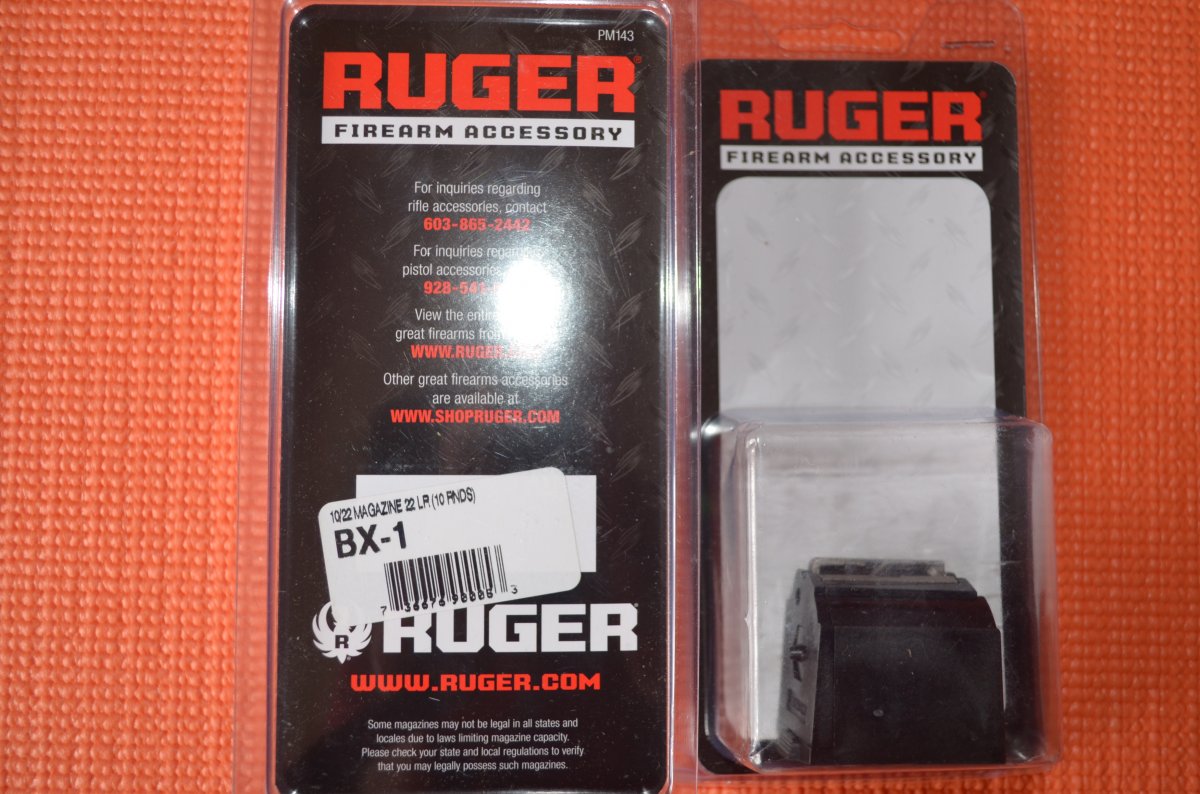 PM143
RUGER
FIREARM ACCESSORY
For inquiries regarding
rifle accessories, contact
603-865-2442
For inquiries regarding
pistol accessories
928-541-
View the entire
great firearms from
WWW.RUGER.
Other great firearms accessories
are available at
WWW.SHOPRUGER.COM
10/22 MAGAZINE 22 LR (10 RNDS)
BX-1
R
RUGER
WWW.RUGER.COM
Some magazines may not be legal in all states and
locales due to laws limiting magazine capacity.
Please check your state and local regulations to verify
that you may legally possess such magazines.
RUGER
FIREARM ACCESSORY